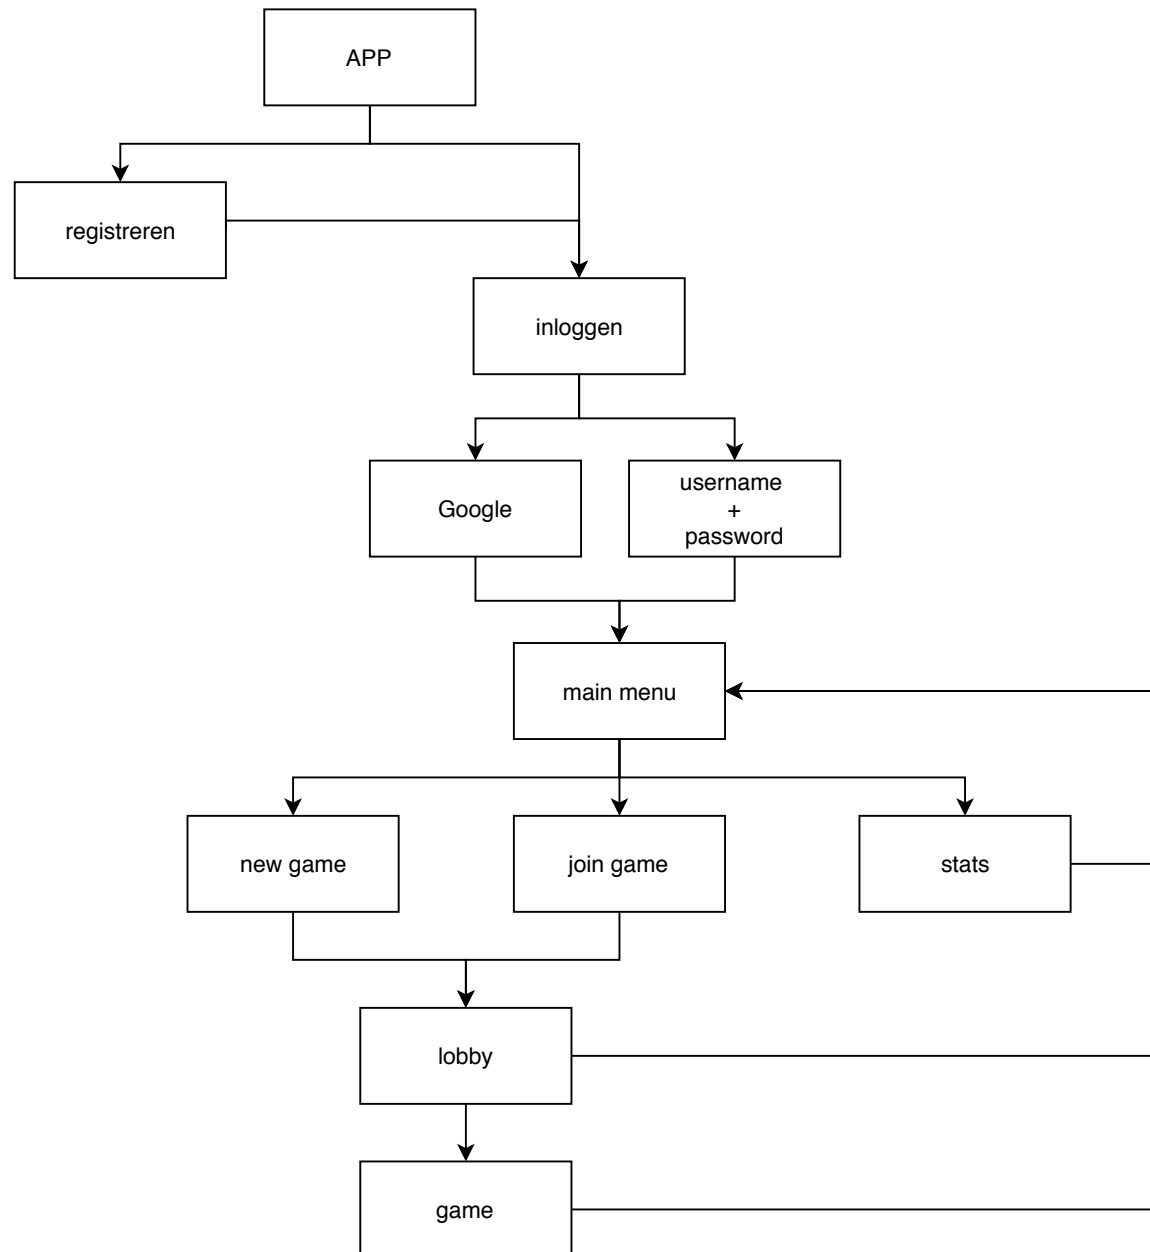 APP
registreren
inloggen
Google
username
+
password
main menu
new game
join game
stats
lobby
game